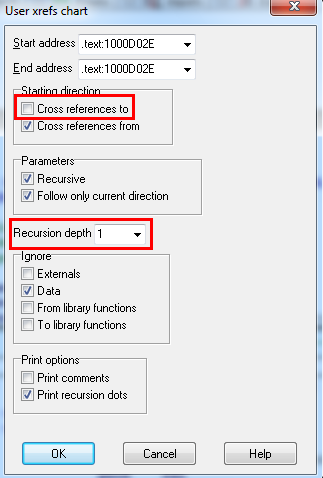 User xrefs chart
Start address .text:1000D02E
End address .text:1000D02E
Starting direction
Cross references to
Cross references from
Parameters
Recursive
Follow only current direction
Recursion depth 1
Ignore
Externals
Data
From library functions
To library functions
Print options
Print comments
Print recursion dots
OK Cancel Help